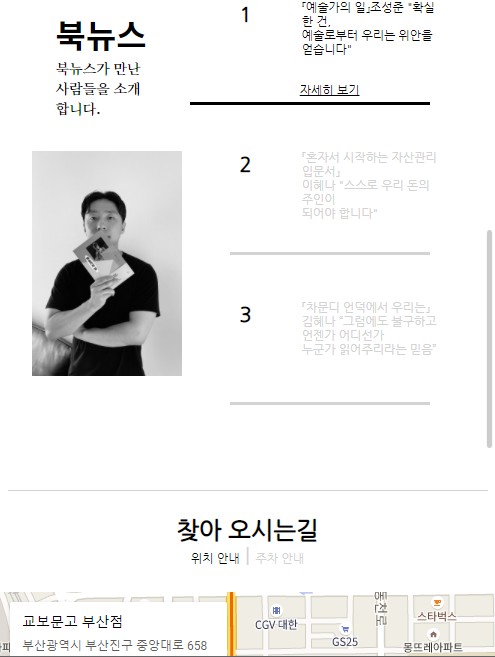 북뉴스
북뉴스가 만난
사람들을 소개
합니다.
1
「예술가의 일」조성준 "확실
한 건,
예술로부터 우리는 위안을
얻습니다"
자세히 보기
2
「혼자서 시작하는 자산관리
입문서」
이혜나 "스스로 우리 돈의
주인이
되어야 합니다"
3
「차문디 언덕에서 우리는」
김혜나 "그럼에도 불구하고
언젠가 어디선가
누군가 읽어주리라는 믿음"
찾아 오시는길
위치 안내 | 주차 안내
교보문고 부산점
부산광역시 부산진구 중앙대로 658
CGV 대한
동천로
GS25
스타벅스
몽뜨레아파트